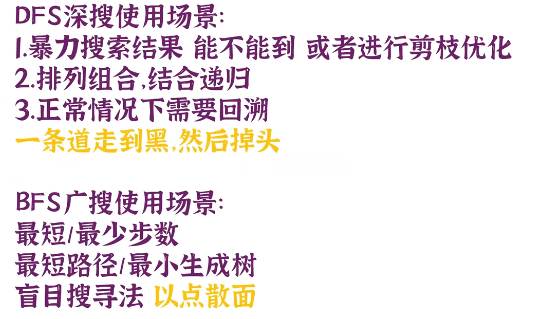 DFS深搜使用场景:
1.暴力搜索结果 能不能到 或者进行剪枝优化
2.排列组合,结合递归
3.正常情况下需要回溯
一条道走到黑,然后掉头
BFS广搜使用场景:
最短/最少步数
最短路径/最小生成树
盲目搜寻法 以点散面